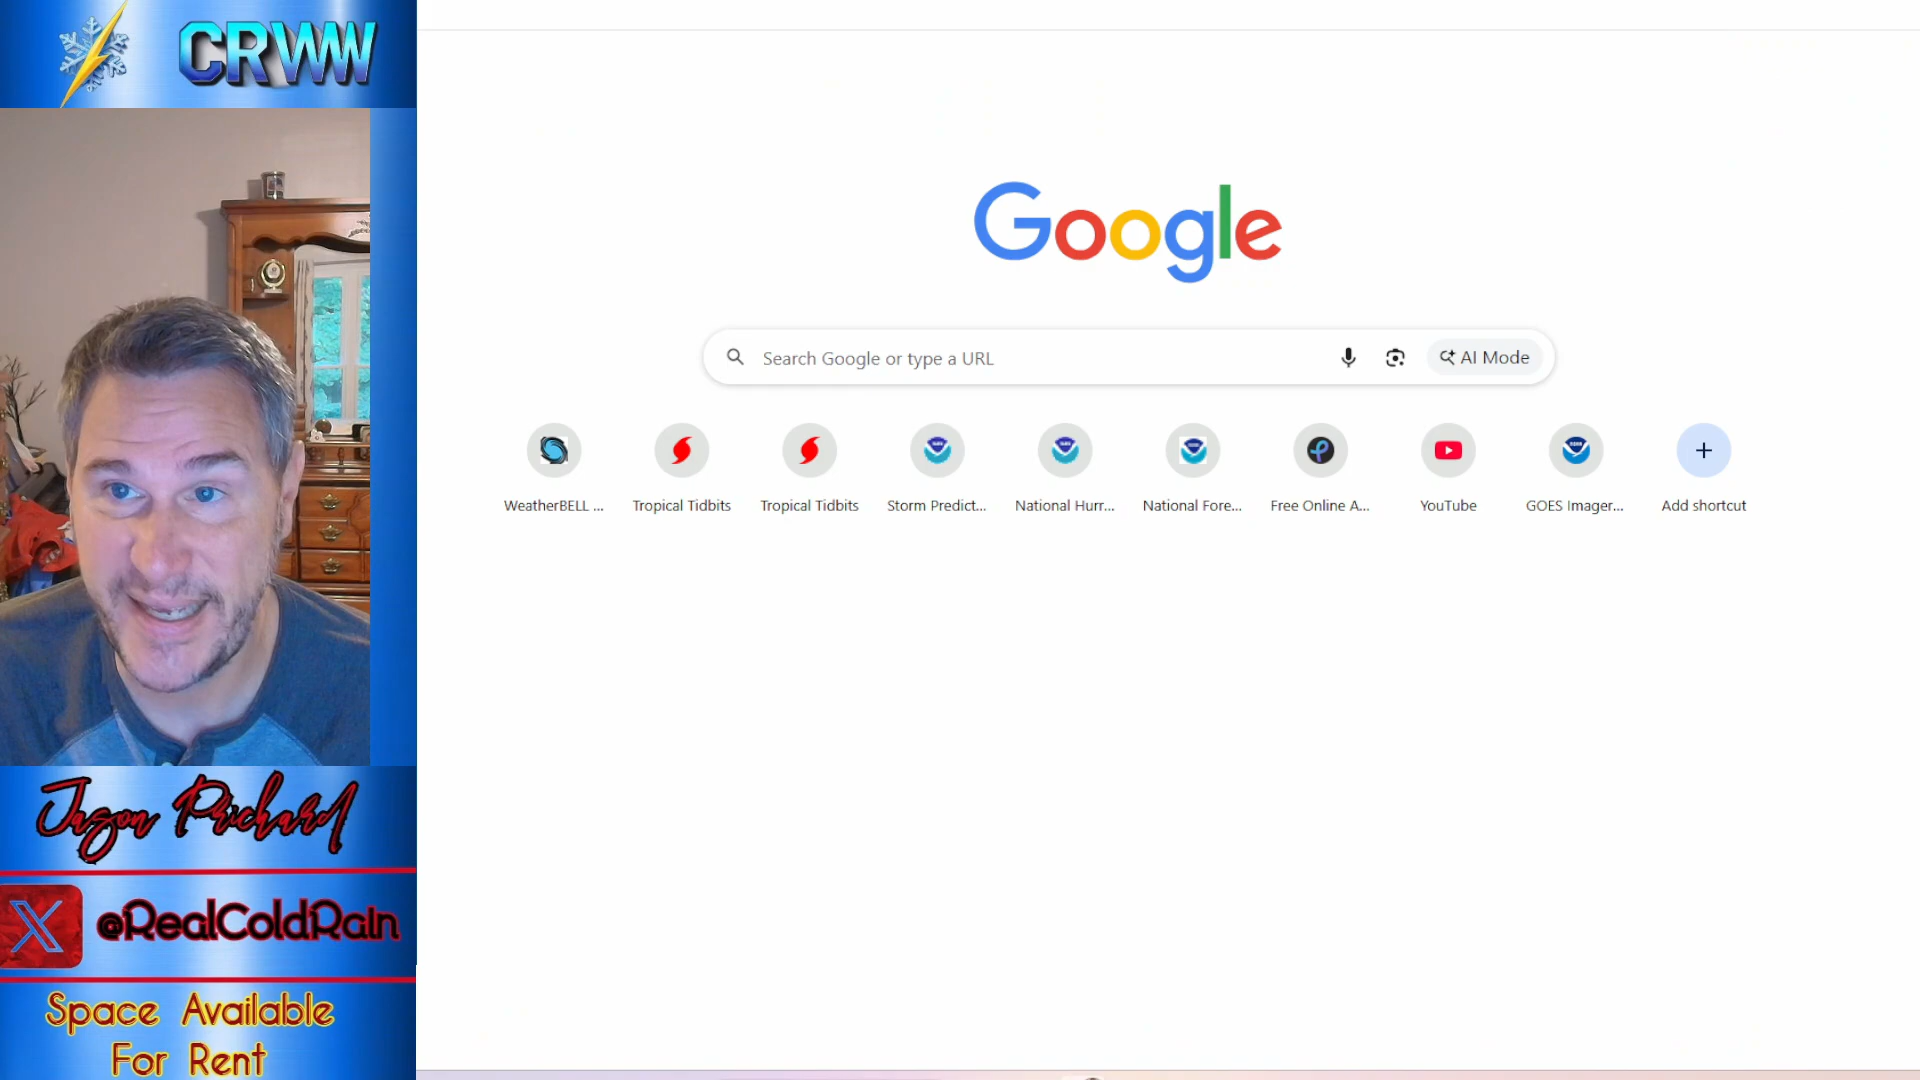 CRWW
Google
Search Google or type a URL
AI Mode
WeatherBELL ...
Tropical Tidbits
Tropical Tidbits
Storm Predict...
National Hurr...
National Fore...
Free Online A...
YouTube
GOES Imager...
Add shortcut
Jason Prichard
X @RealColdRain
Space Available
For Rent